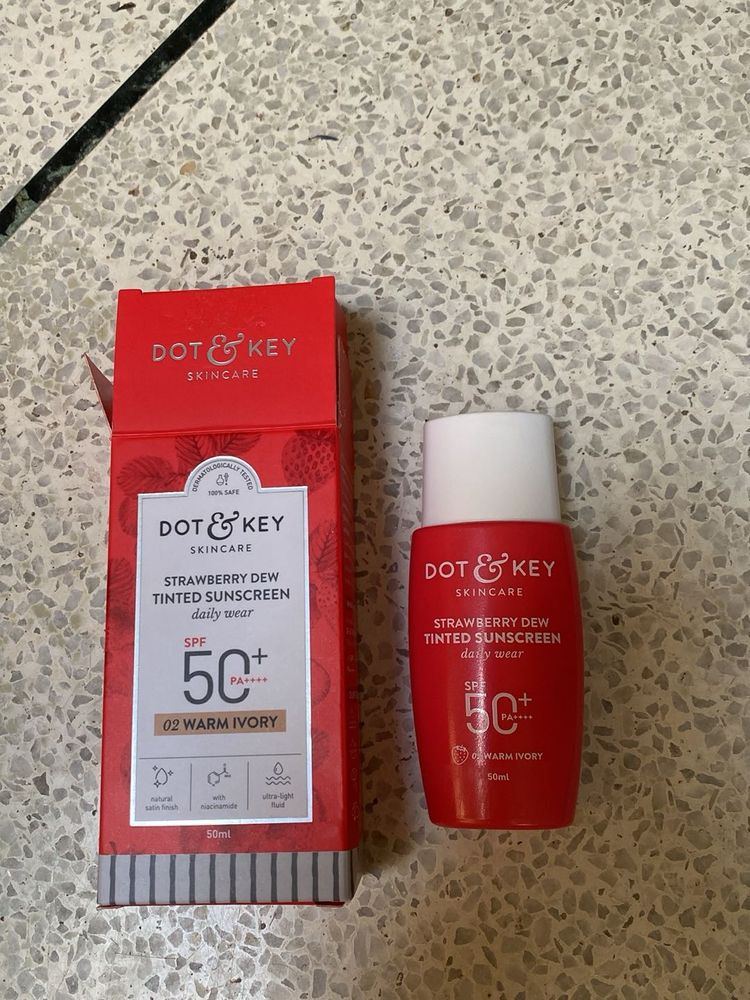 DOT & KEY
SKINCARE
DERMATOLOGICALLY TESTED
100% SAFE
DOT & KEY
SKINCARE
STRAWBERRY DEW
TINTED SUNSCREEN
daily wear
SPF
50+
PA++++
02 WARM IVORY
natural
satin finish
with
niacinamide
ultra-light
fluid
50ml
DOT & KEY
SKINCARE
STRAWBERRY DEW
TINTED SUNSCREEN
daily wear
SPF
50+
PA++++
02 WARM IVORY
50ml